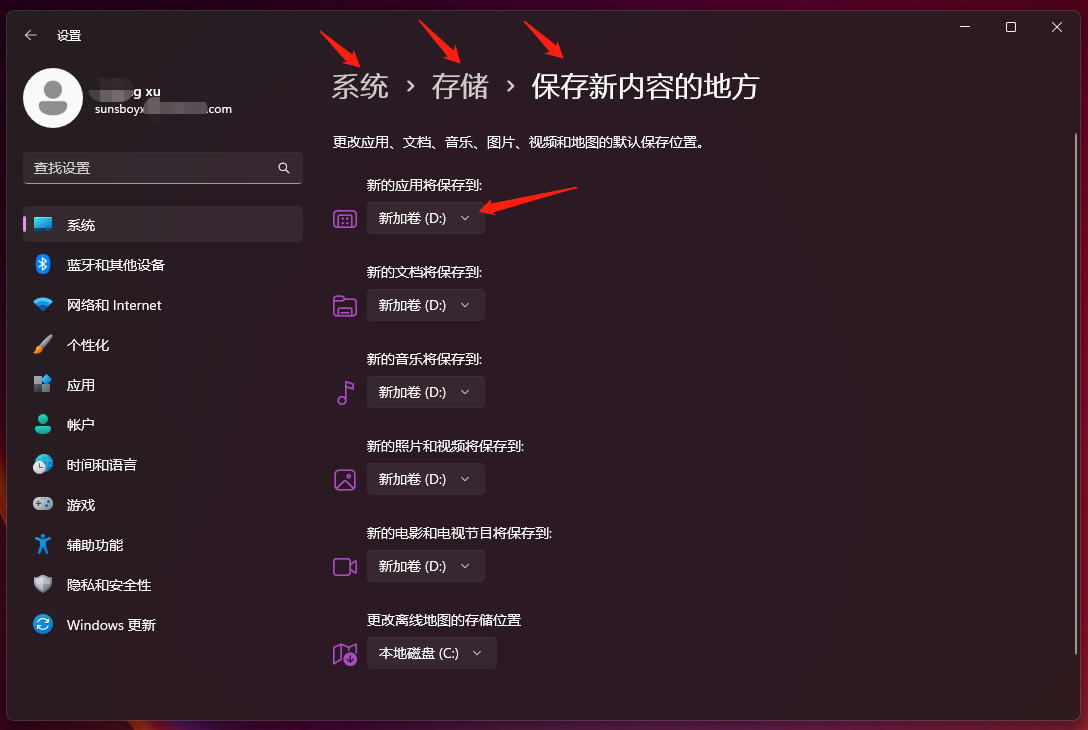 设置
g xu
sunsboyx
.com
查找设置
系统
蓝牙和其他设备
网络和 Internet
个性化
应用
帐户
时间和语言
游戏
辅助功能
隐私和安全性
Windows 更新
系统 › 存储 › 保存新内容的地方
更改应用、文档、音乐、图片、视频和地图的默认保存位置。
新的应用将保存到:
新加卷 (D:)
新的文档将保存到:
新加卷 (D:)
新的音乐将保存到:
新加卷 (D:)
新的照片和视频将保存到:
新加卷 (D:)
新的电影和电视节目将保存到:
新加卷 (D:)
更改离线地图的存储位置
本地磁盘 (C:)